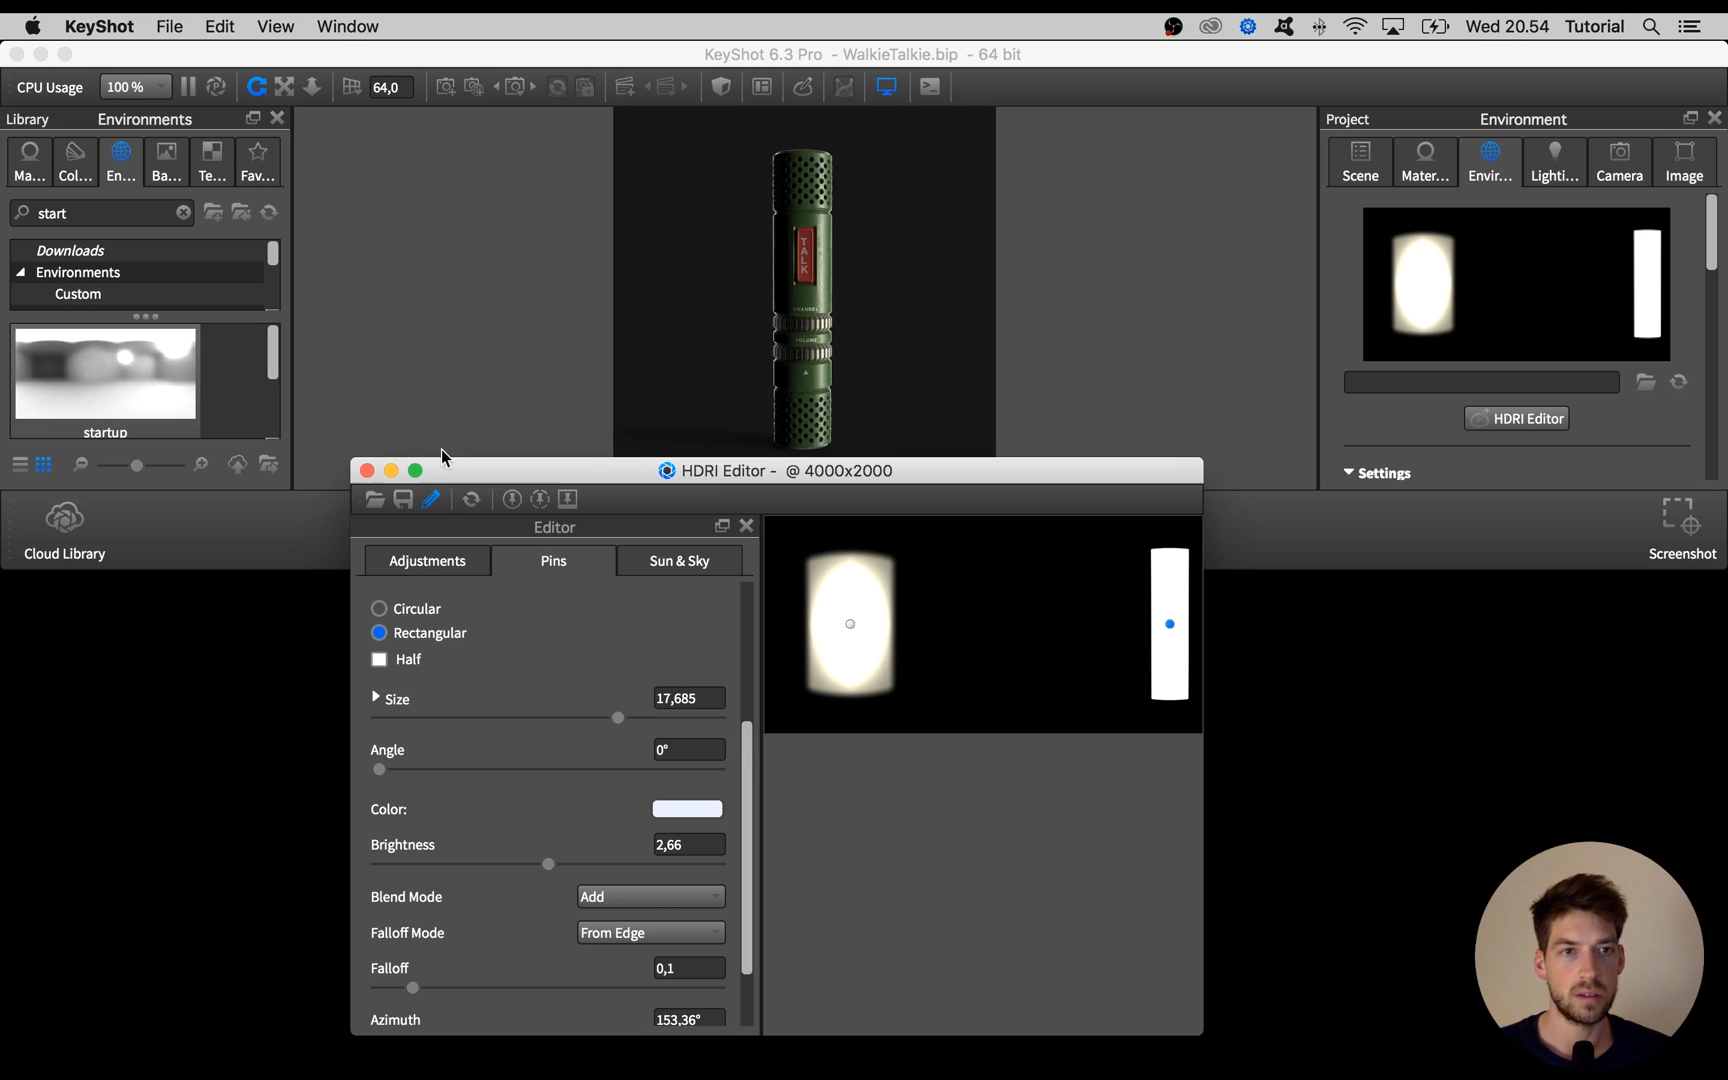 KeyShot File Edit View Window
Wed 20.54 Tutorial
KeyShot 6.3 Pro - WalkieTalkie.bip - 64 bit
CPU Usage 100 % 64,0
Library Environments
Ma... Col... En... Ba... Te... Fav...
start
Downloads
Environments
Custom
startup
Cloud Library
TALK
CHANNEL
VOLUME
Project Environment
Scene Mater... Envir... Lighti... Camera Image
HDRI Editor
Settings
Screenshot
HDRI Editor - @ 4000x2000
Editor
Adjustments Pins Sun & Sky
Circular
Rectangular
Half
Size 17,685
Angle 0°
Color:
Brightness 2,66
Blend Mode Add
Falloff Mode From Edge
Falloff 0,1
Azimuth 153,36°